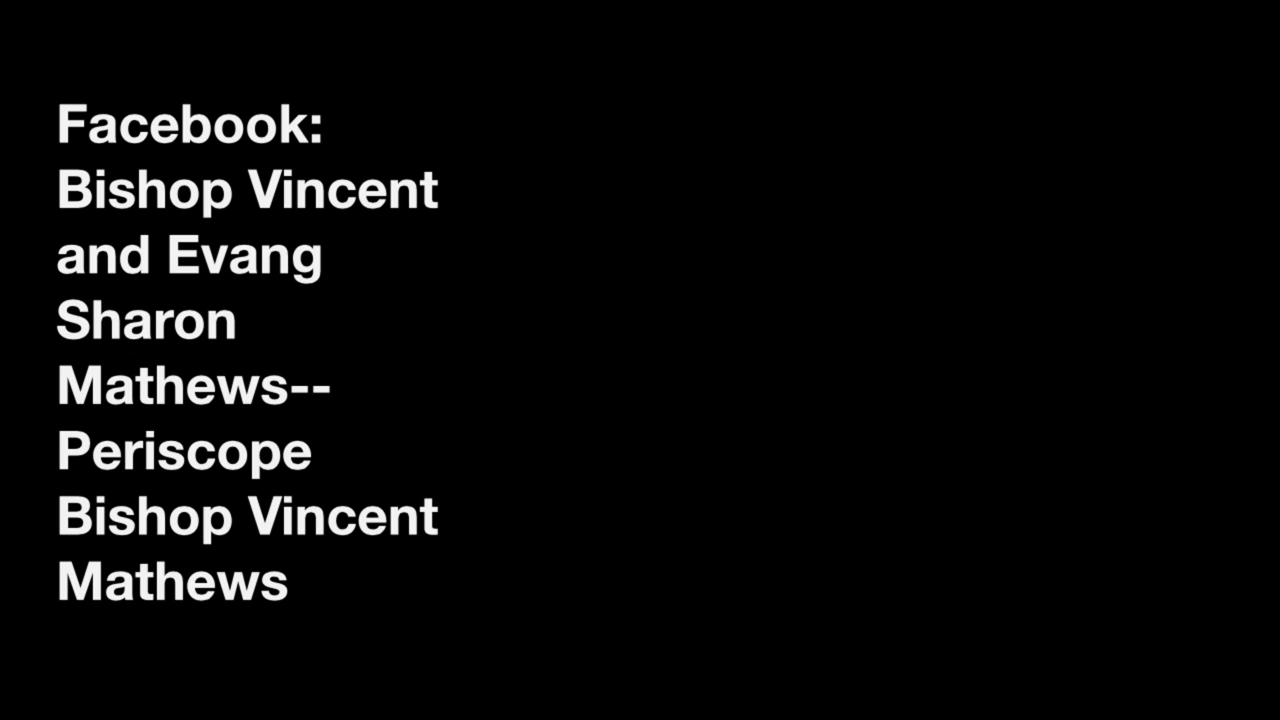 Facebook:
Bishop Vincent
and Evang
Sharon
Mathews--
Periscope
Bishop Vincent
Mathews